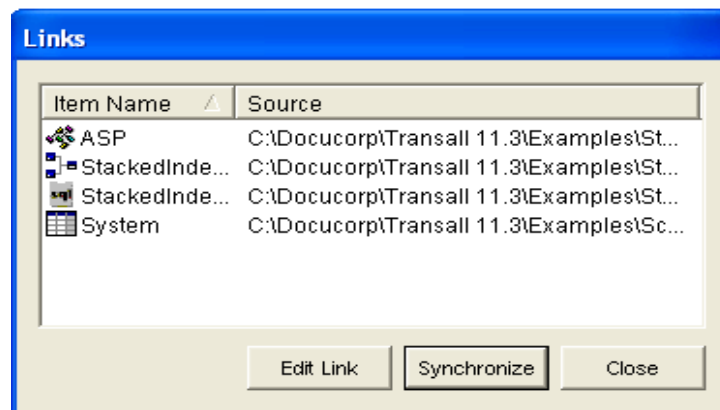 Links
Item Name Source
ASP C:\Docucorp\Transall 11.3\Examples\St...
StackedInde... C:\Docucorp\Transall 11.3\Examples\St...
sql StackedInde... C:\Docucorp\Transall 11.3\Examples\St...
System C:\Docucorp\Transall 11.3\Examples\Sc...
Edit Link Synchronize Close